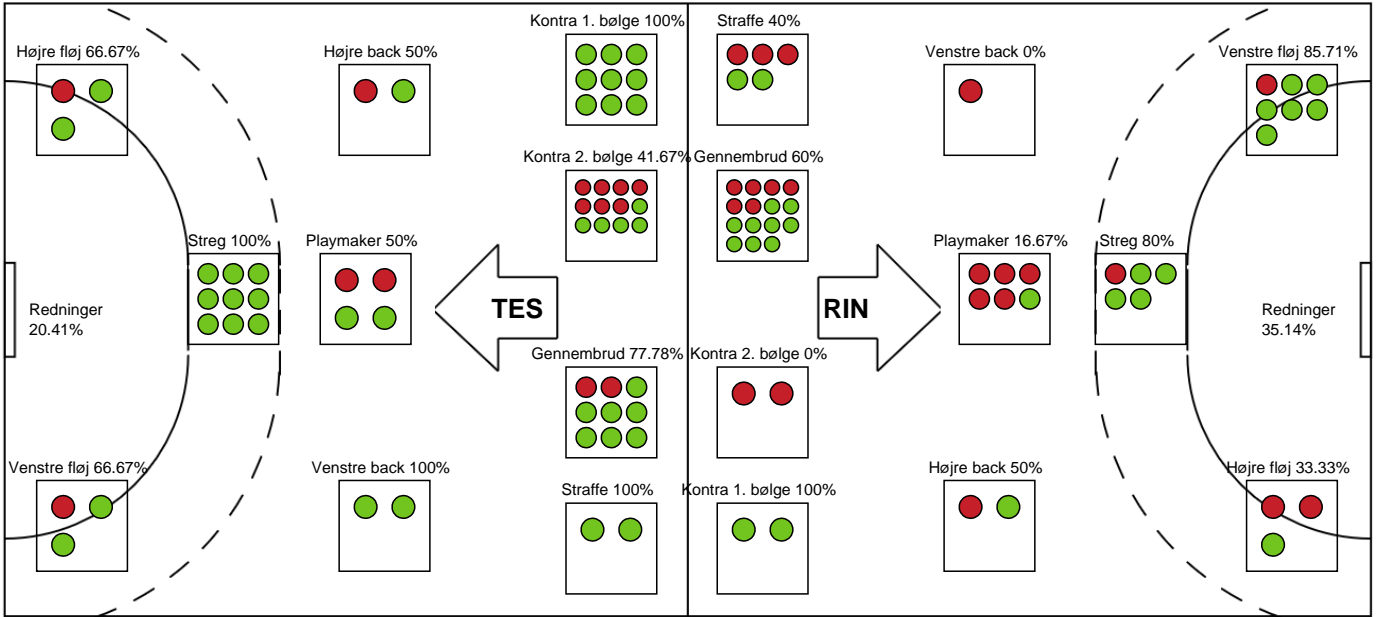 Kontra 1. bølge 100%
Straffe 40%
Højre fløj 66.67%
Højre back 50%
Venstre back 0%
Venstre fløj 85.71%
Kontra 2. bølge 41.67%
Gennembrud 60%
Streg 100%
Playmaker 50%
Playmaker 16.67%
Streg 80%
Redninger
20.41%
TES
RIN
Redninger
35.14%
Gennembrud 77.78%
Kontra 2. bølge 0%
Venstre fløj 66.67%
Venstre back 100%
Højre back 50%
Højre fløj 33.33%
Straffe 100%
Kontra 1. bølge 100%